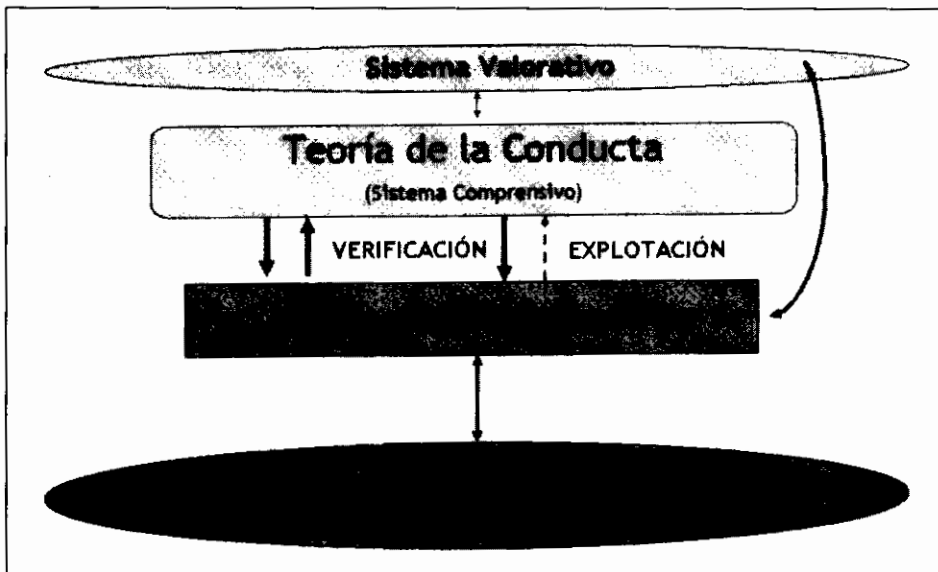 Sistema Valorativo
Teoría de la Conducta
(Sistema Comprensivo)
VERIFICACIÓN EXPLOTACIÓN